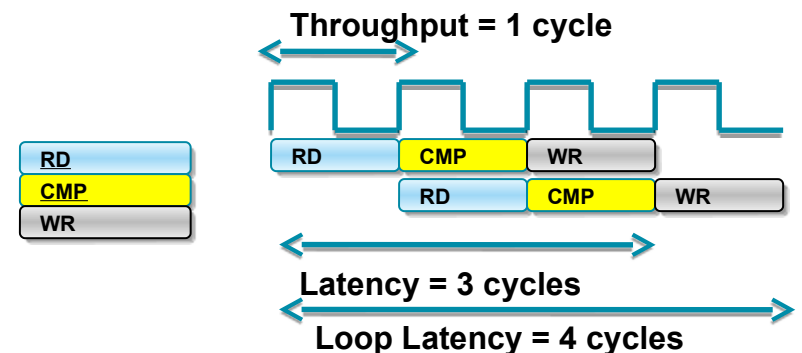 Throughput = 1 cycle
RD
CMP
WR
RD CMP WR
RD CMP WR
Latency = 3 cycles
Loop Latency = 4 cycles